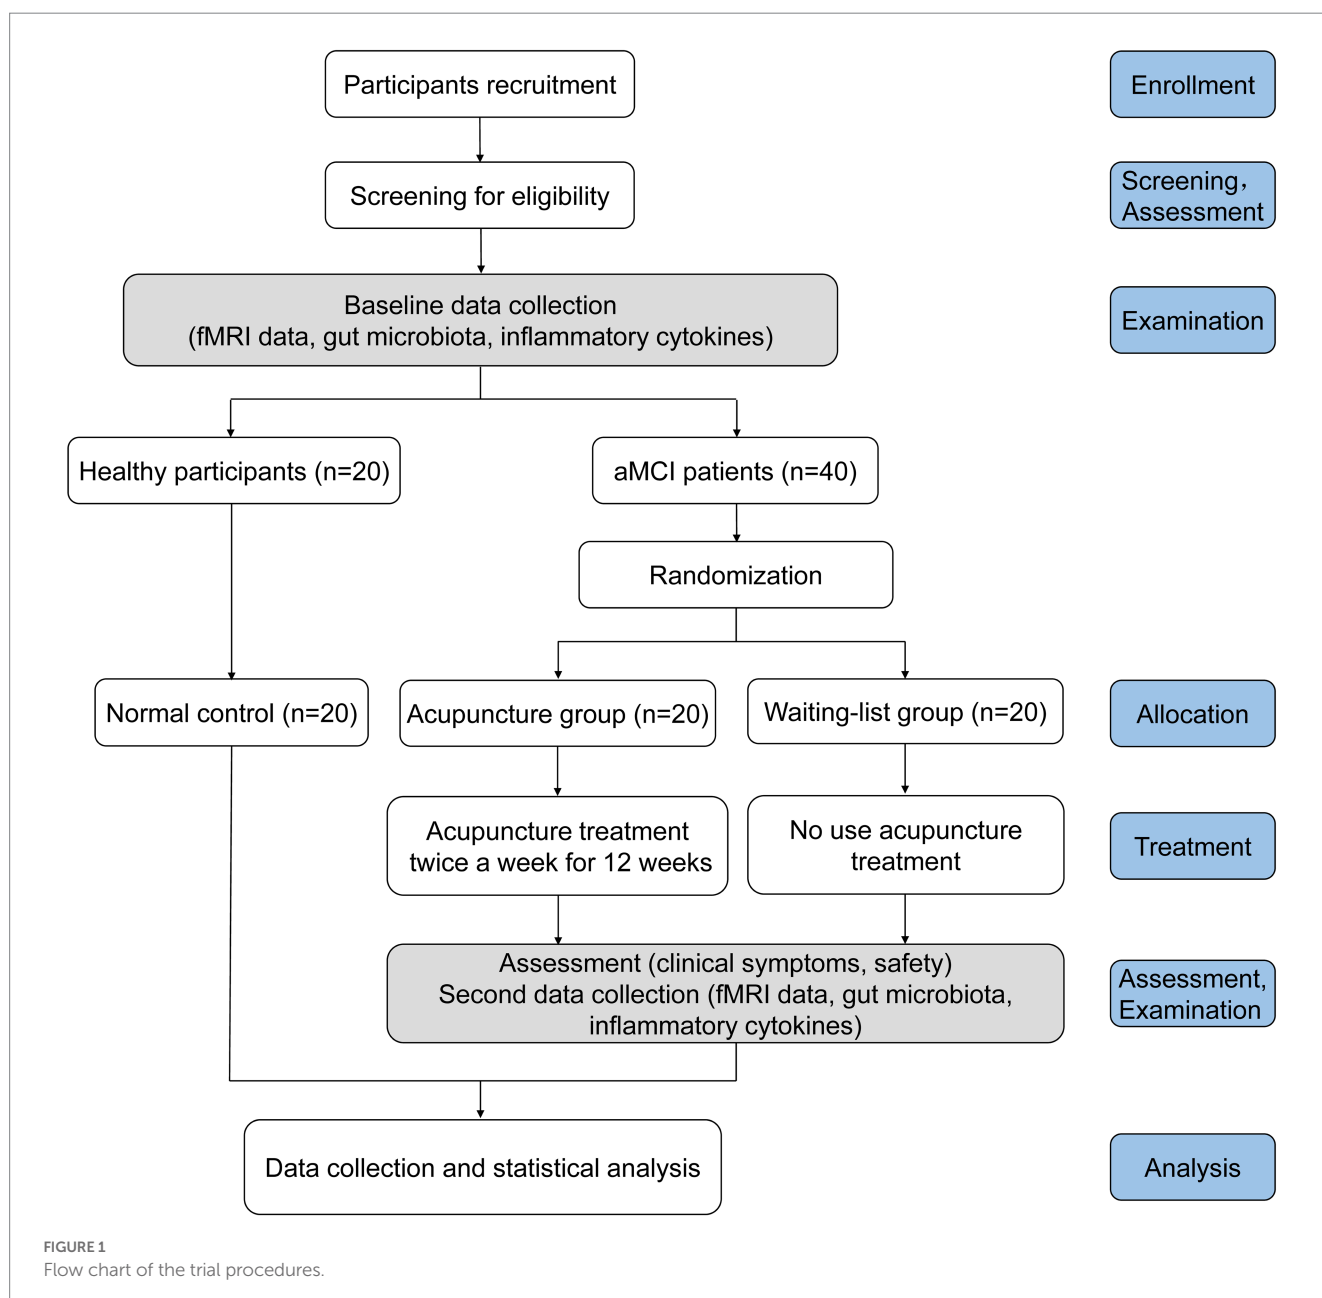 Participants recruitment
Enrollment
Screening for eligibility
Screening，
Assessment
Baseline data collection
(fMRI data, gut microbiota, inflammatory cytokines)
Examination
Healthy participants (n=20)
aMCI patients (n=40)
Randomization
Normal control (n=20)
Acupuncture group (n=20)
Waiting-list group (n=20)
Allocation
Acupuncture treatment
twice a week for 12 weeks
No use acupuncture
treatment
Treatment
Assessment (clinical symptoms, safety)
Second data collection (fMRI data, gut microbiota,
inflammatory cytokines)
Assessment,
Examination
Data collection and statistical analysis
Analysis
FIGURE 1
Flow chart of the trial procedures.